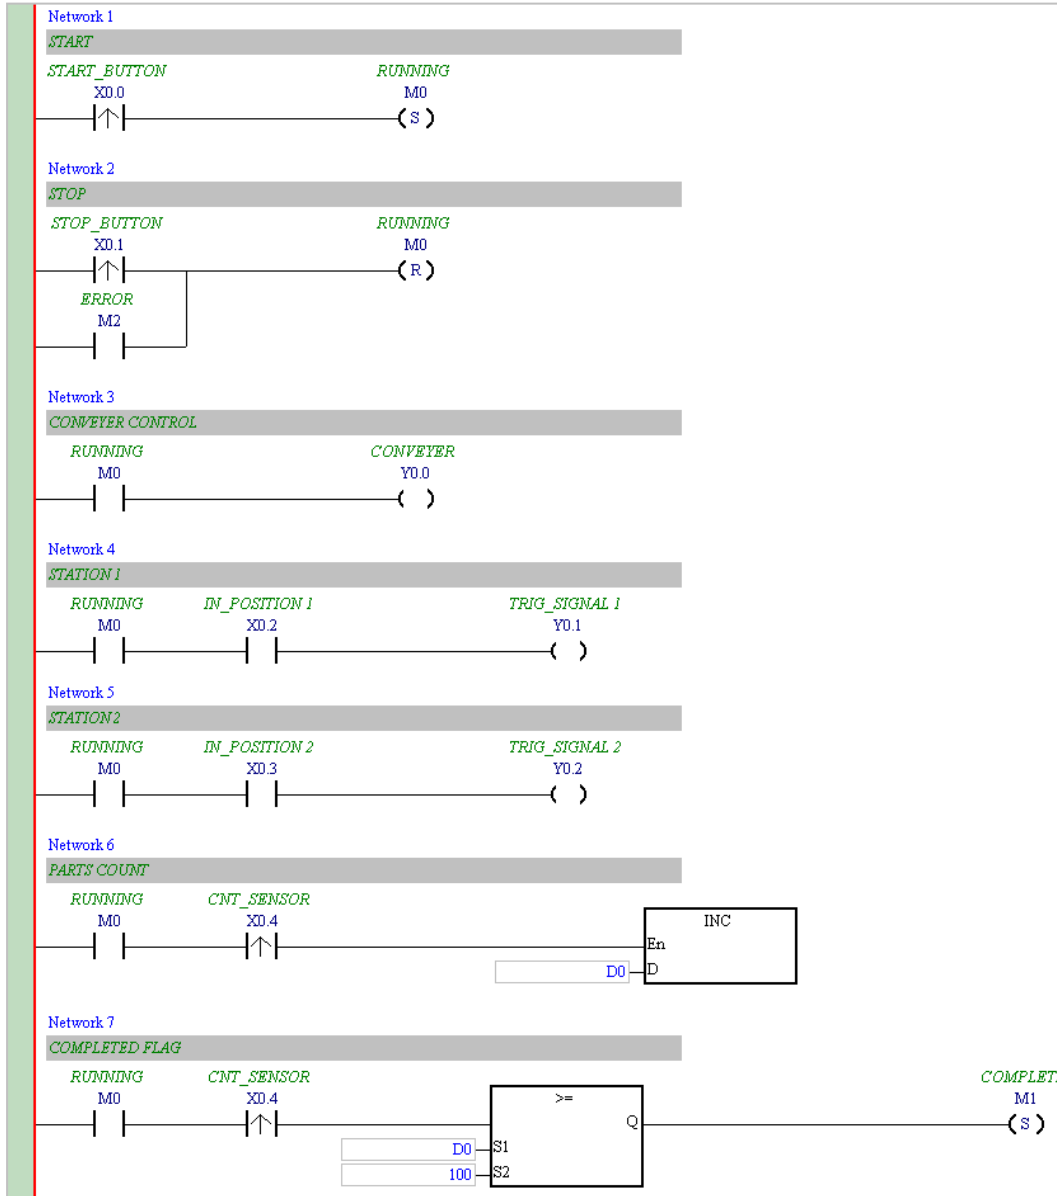 Network 1
START
START_BUTTON RUNNING
X0.0 M0
S
Network 2
STOP
STOP_BUTTON RUNNING
X0.1 M0
R
ERROR
M2
Network 3
CONVEYER CONTROL
RUNNING CONVEYER
M0 Y0.0
Network 4
STATION 1
RUNNING IN_POSITION 1 TRIG_SIGNAL 1
M0 X0.2 Y0.1
Network 5
STATION2
RUNNING IN_POSITION 2 TRIG_SIGNAL 2
M0 X0.3 Y0.2
Network 6
PARTS COUNT
RUNNING CNT_SENSOR
M0 X0.4 INC
En
D0 D
Network 7
COMPLETED FLAG
RUNNING CNT_SENSOR COMPLET
M0 X0.4 >= M1
Q S
D0 S1
100 S2